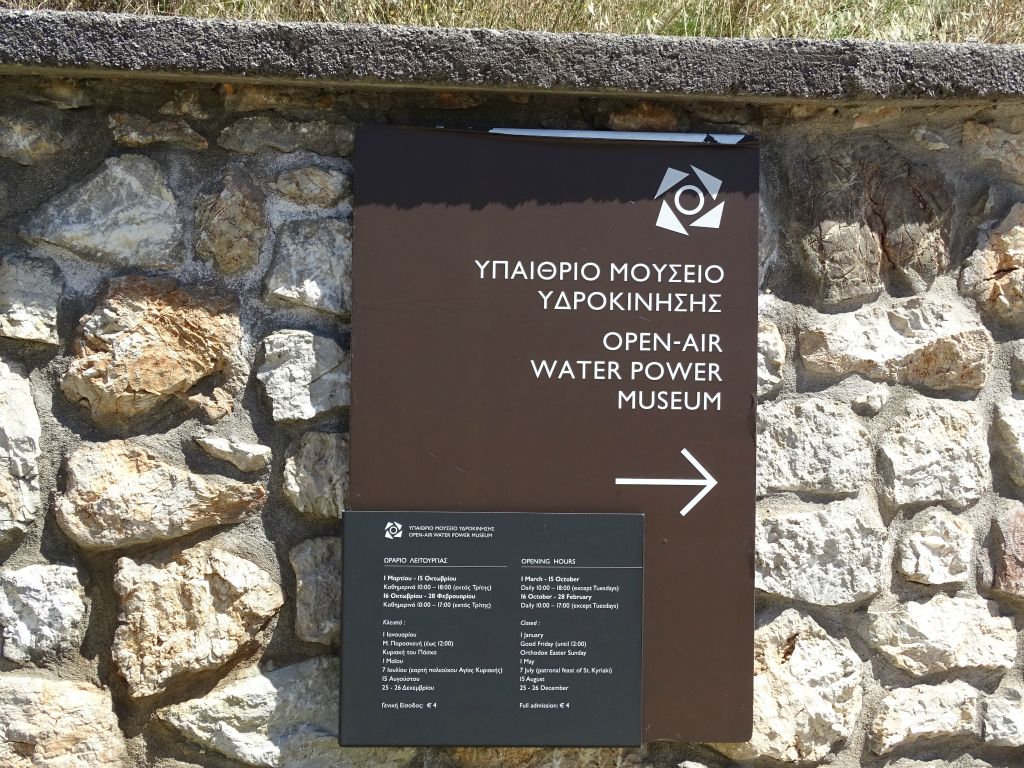 ΥΠΑΙΘΡΙΟ ΜΟΥΣΕΙΟ
ΥΔΡΟΚΙΝΗΣΗΣ
OPEN-AIR
WATER POWER
MUSEUM
ΥΠΑΙΘΡΙΟ ΜΟΥΣΕΙΟ ΥΔΡΟΚΙΝΗΣΗΣ
OPEN-AIR WATER POWER MUSEUM
ΩΡΑΡΙΟ ΛΕΙΤΟΥΡΓΙΑΣ
1 Μαρτίου - 15 Οκτωβρίου
Καθημερινά 10:00 – 18:00 (εκτός Τρίτης)
16 Οκτωβρίου - 28 Φεβρουαρίου
Καθημερινά 10:00 – 17:00 (εκτός Τρίτης)
Κλειστό :
1 Ιανουαρίου
Μ. Παρασκευή (έως 12:00)
Κυριακή του Πάσχα
1 Μαΐου
7 Ιουλίου (εορτή πολιούχου Αγίας Κυριακής)
15 Αυγούστου
25 - 26 Δεκεμβρίου
Γενική Είσοδος: € 4
OPENING HOURS
1 March - 15 October
Daily 10:00 – 18:00 (except Tuesdays)
16 October - 28 February
Daily 10:00 – 17:00 (except Tuesdays)
Closed :
1 January
Good Friday (until 12:00)
Orthodox Easter Sunday
1 May
7 July (patronal feast of St. Kyriaki)
15 August
25 - 26 December
Full admission: € 4